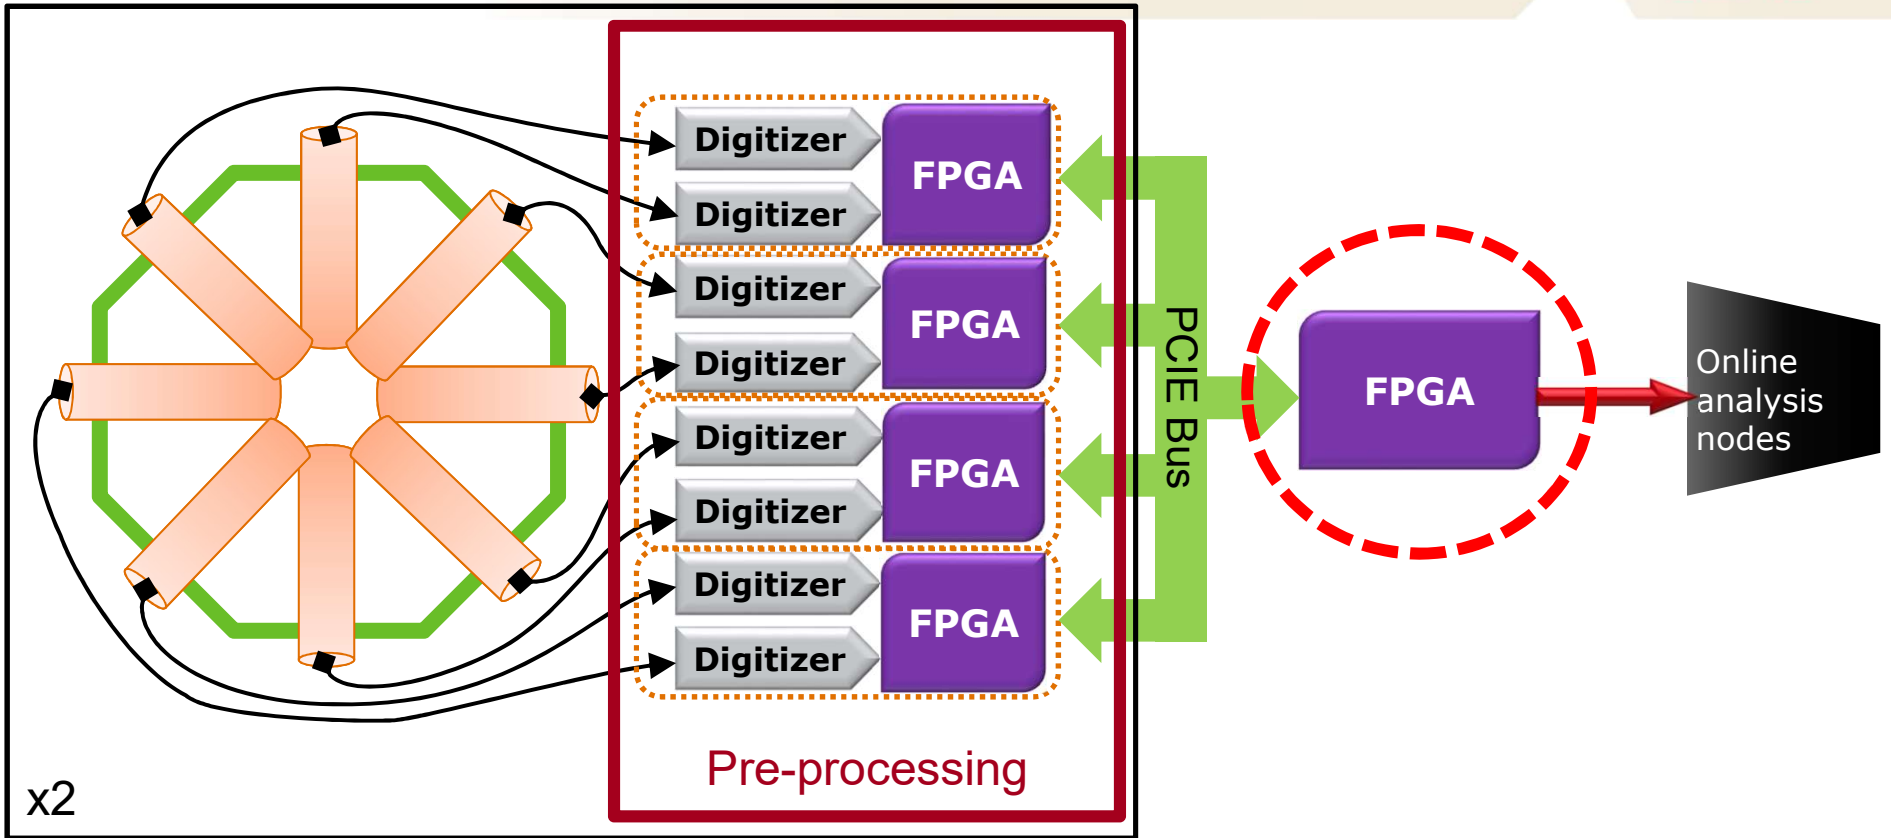 Digitizer
Digitizer
FPGA
Digitizer
Digitizer
FPGA
Digitizer
Digitizer
FPGA
Digitizer
Digitizer
FPGA
PCIE Bus
FPGA
Online
analysis
nodes
Pre-processing
x2